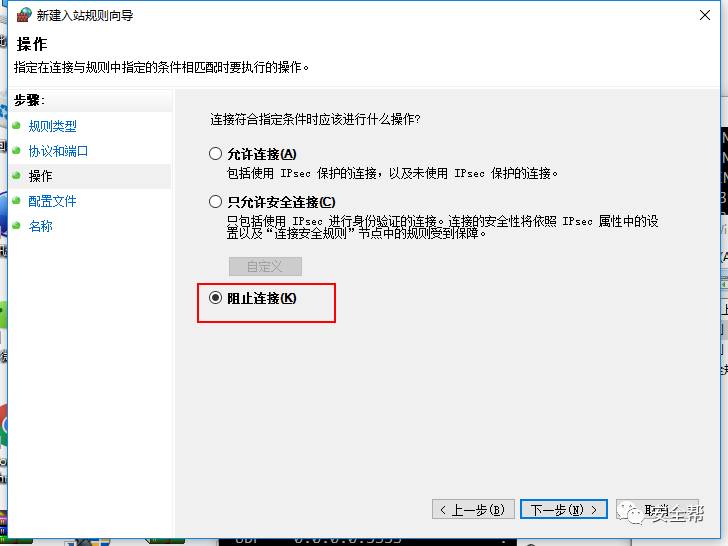 新建入站规则向导
操作
指定在连接与规则中指定的条件相匹配时要执行的操作。
步骤:
规则类型
协议和端口
操作
配置文件
名称
连接符合指定条件时应该进行什么操作?
允许连接(A)
包括使用 IPsec 保护的连接，以及未使用 IPsec 保护的连接。
只允许安全连接(C)
只包括使用 IPsec 进行身份验证的连接。连接的安全性将依照 IPsec 属性中的设
置以及“连接安全规则”节点中的规则受到保障。
自定义
阻止连接(K)
< 上一步(B)
下一步(N) >
取消
安全帮